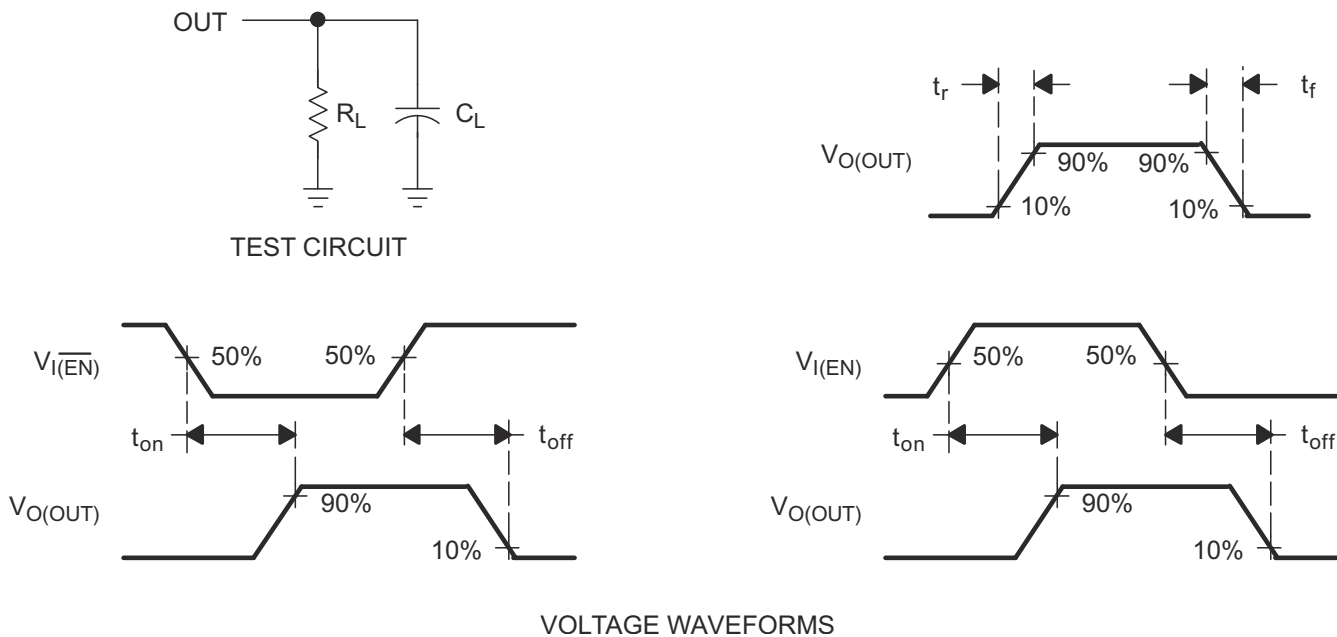 OUT
R_L
C_L
TEST CIRCUIT
t_r
t_f
V_O(OUT)
90%
90%
10%
10%
V_I(E̅N̅)
50%
50%
t_on
t_off
V_O(OUT)
90%
10%
V_I(EN)
50%
50%
t_on
t_off
V_O(OUT)
90%
10%
VOLTAGE WAVEFORMS